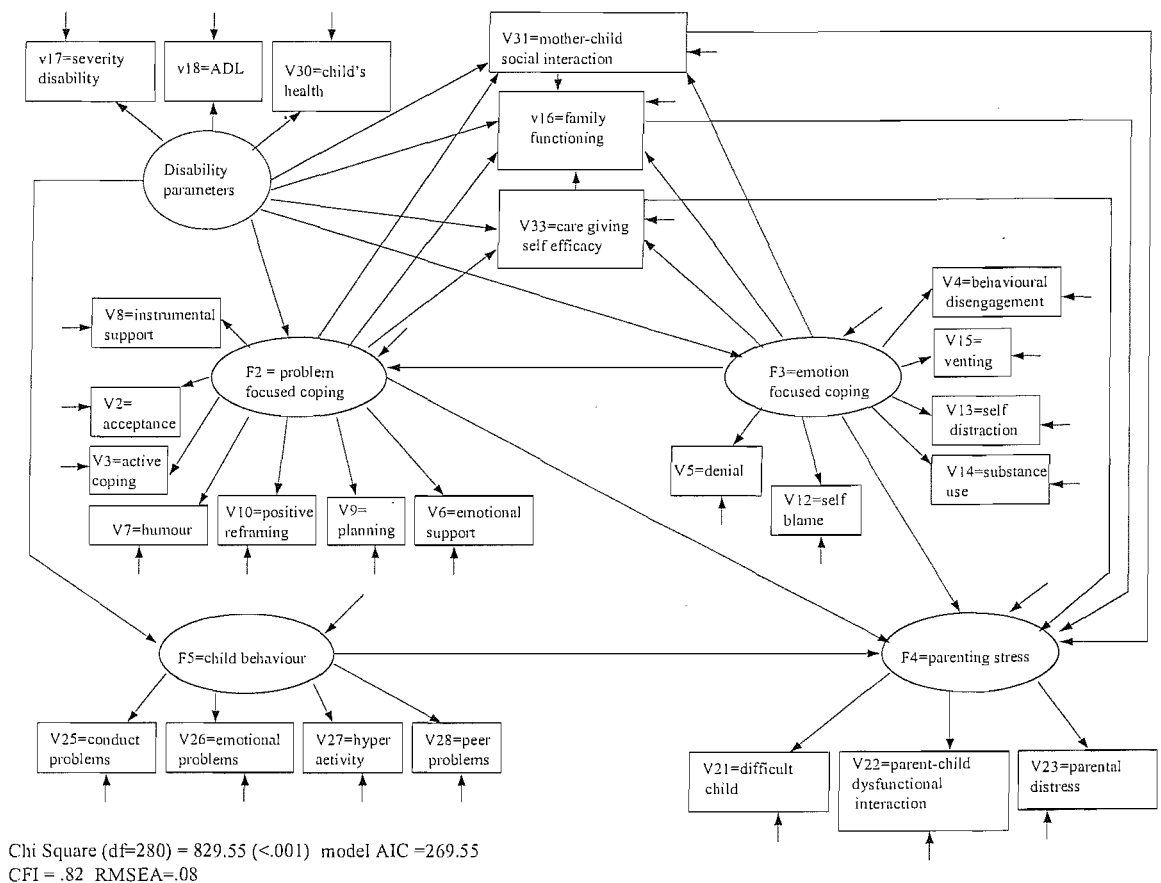 V31=mother-child
social interaction
v17=severity
disability
v18=ADL
V30=child's
health
v16=family
functioning
Disability
parameters
V33=care giving
self efficacy
V4=behavioural
disengagement
V8=instrumental
support
V15=
venting
F2 = problem
focused coping
F3=emotion
focused coping
V2=
acceptance
V13=self
distraction
V3=active
coping
V5=denial
V14=substance
use
V12=self
blame
V7=humour
V10=positive
reframing
V9=
planning
V6=emotional
support
F5=child behaviour
F4=parenting stress
V25=conduct
problems
V26=emotional
problems
V27=hyper
aetivity
V28=peer
problems
V21=difficult
child
V22=parent-child
dysfunctional
interaction
V23=parental
distress
Chi Square (df=280) = 829.55 (<.001) model AIC =269.55
CFI = .82 RMSEA=.08